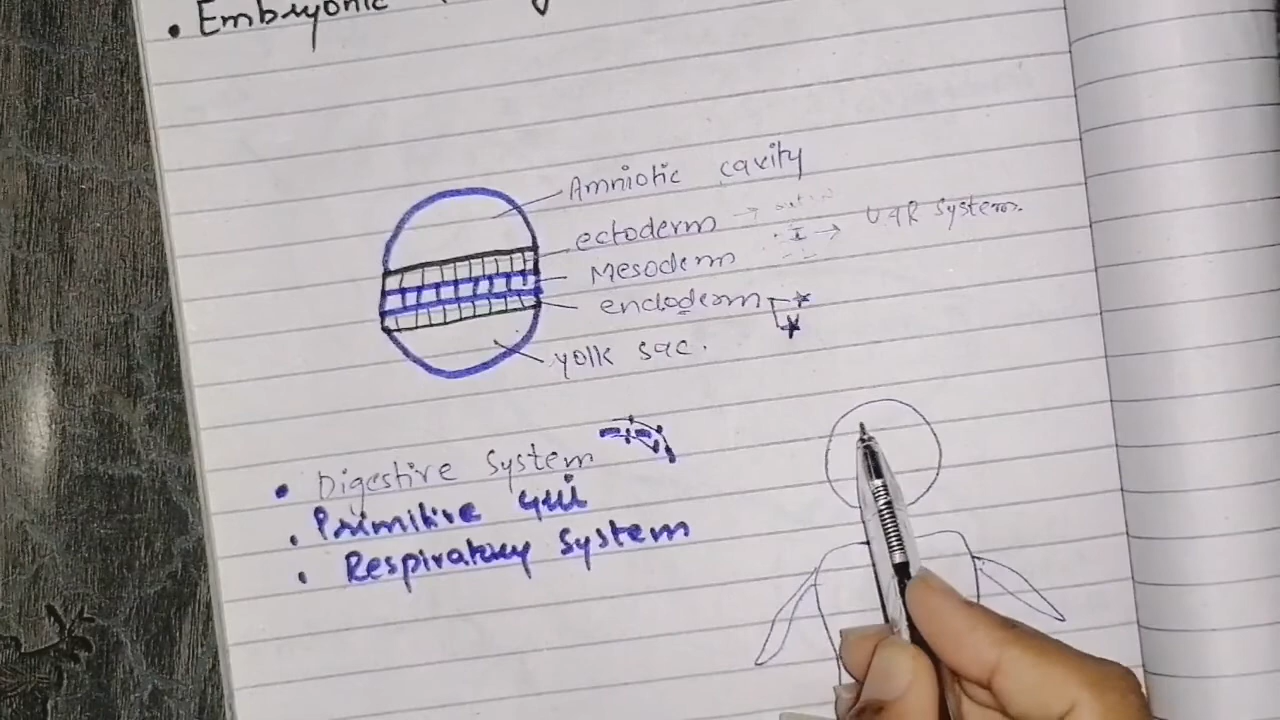 • Embryonic
Amniotic cavity
ectoderm →
Mesoderm → U & R System.
endoderm
yolk sac.
• Digestive System
• Primitive Gut
• Respiratory System